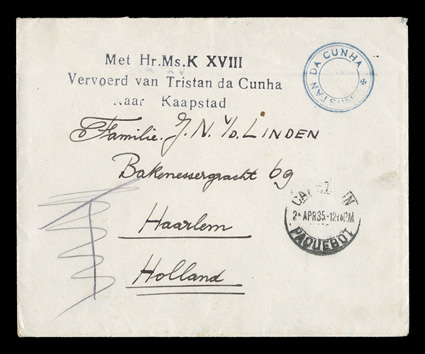 Met Hr.Ms.K XVIII
Vervoerd van Tristan da Cunha
Naar Kaapstad
TRISTAN DA CUNHA
Familie. J. N. v/d. LINDEN
Bakenessergracht 69
Haarlem
Holland
APR 35
PAQUEBOT